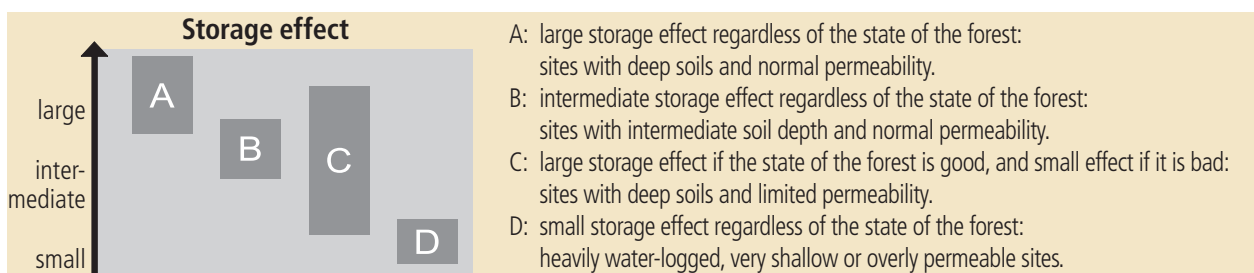 Storage effect
large
inter-
mediate
small
A
B
C
D
A: large storage effect regardless of the state of the forest:
sites with deep soils and normal permeability.
B: intermediate storage effect regardless of the state of the forest:
sites with intermediate soil depth and normal permeability.
C: large storage effect if the state of the forest is good, and small effect if it is bad:
sites with deep soils and limited permeability.
D: small storage effect regardless of the state of the forest:
heavily water-logged, very shallow or overly permeable sites.